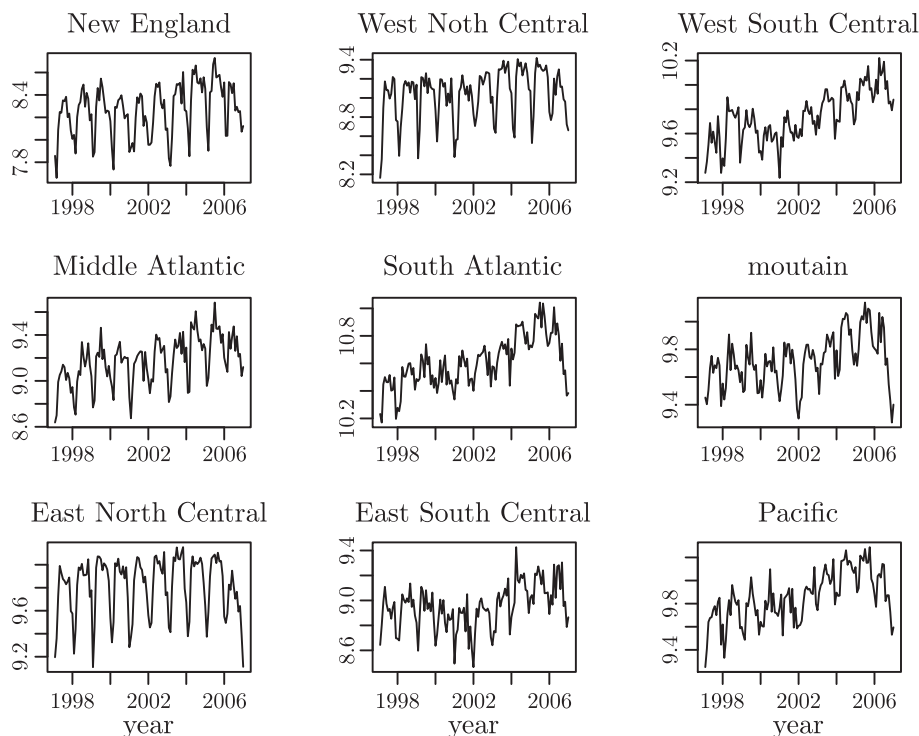 New England
West Noth Central
West South Central
7.8 8.4
8.2 8.8 9.4
9.2 9.6 10.2
1998 2002 2006
1998 2002 2006
1998 2002 2006
Middle Atlantic
South Atlantic
moutain
8.6 9.0 9.4
10.2 10.8
9.4 9.8
1998 2002 2006
1998 2002 2006
1998 2002 2006
East North Central
East South Central
Pacific
9.2 9.6
8.6 9.0 9.4
9.4 9.8
1998 2002 2006
1998 2002 2006
1998 2002 2006
year
year
year